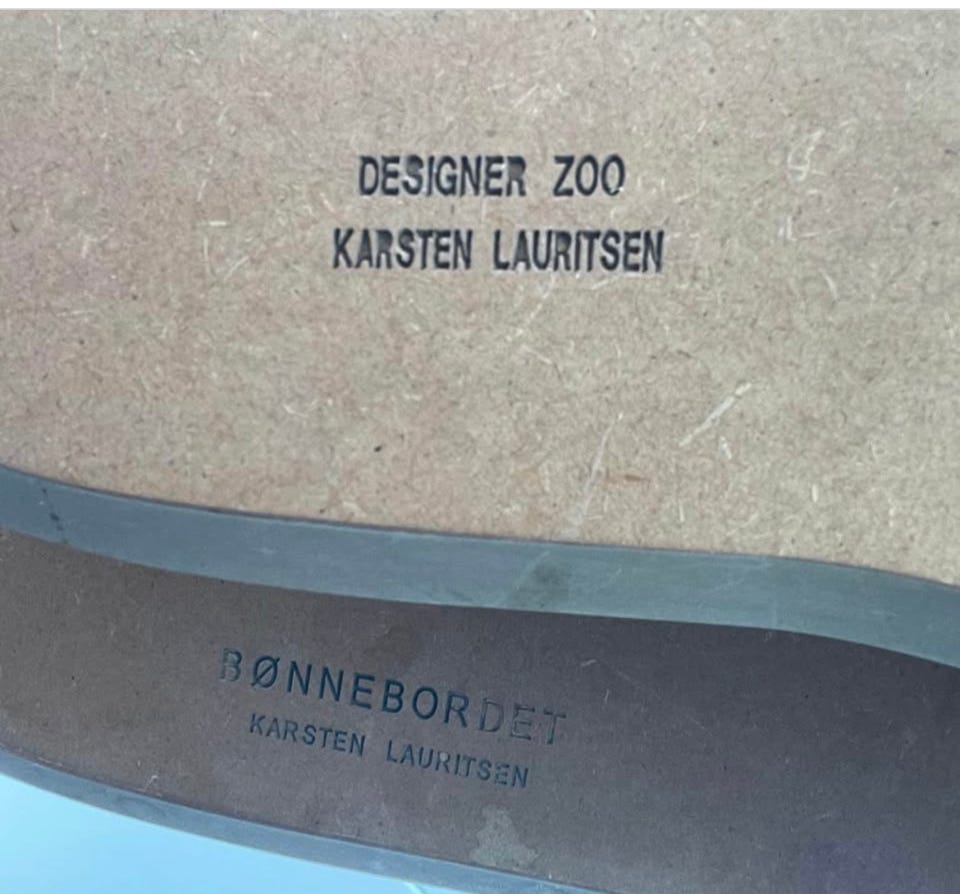 DESIGNER ZOO
KARSTEN LAURITSEN
BØNNEBORDET
KARSTEN LAURITSEN